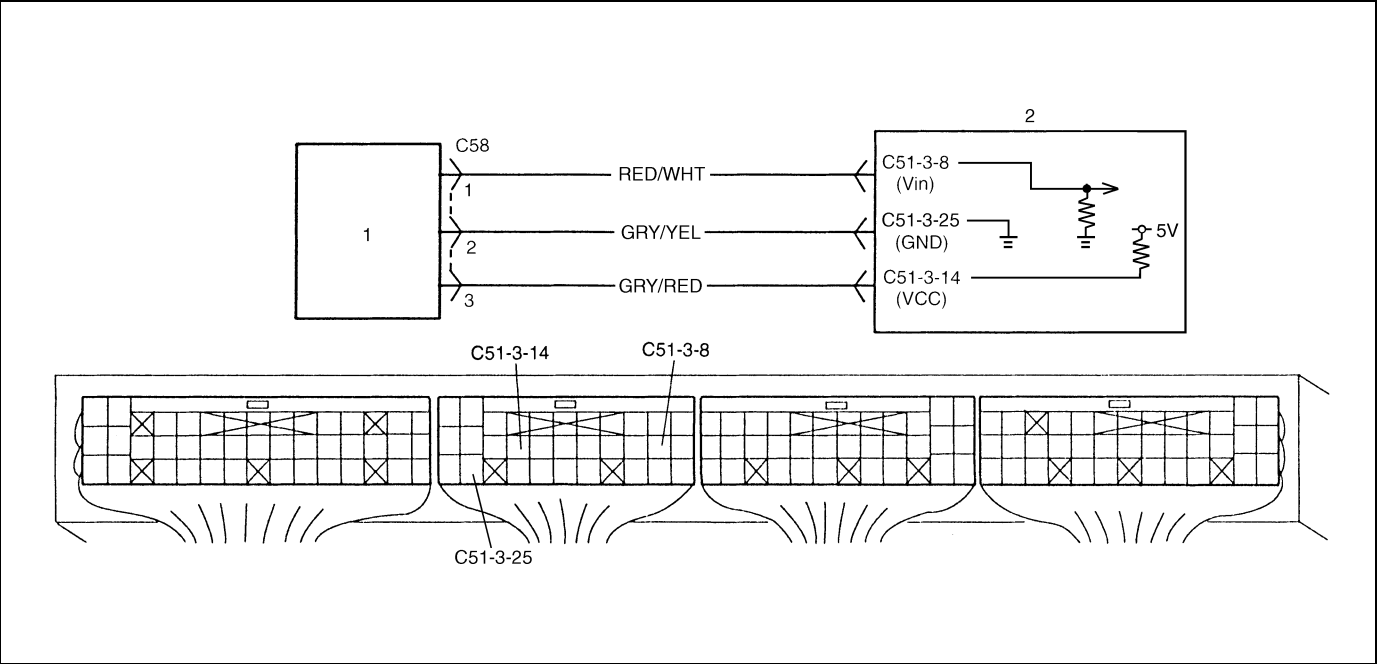 2
C58
1
RED/WHT
C51-3-8
(Vin)
1
2
GRY/YEL
C51-3-25
(GND)
5V
3
GRY/RED
C51-3-14
(VCC)
C51-3-14
C51-3-8
C51-3-25